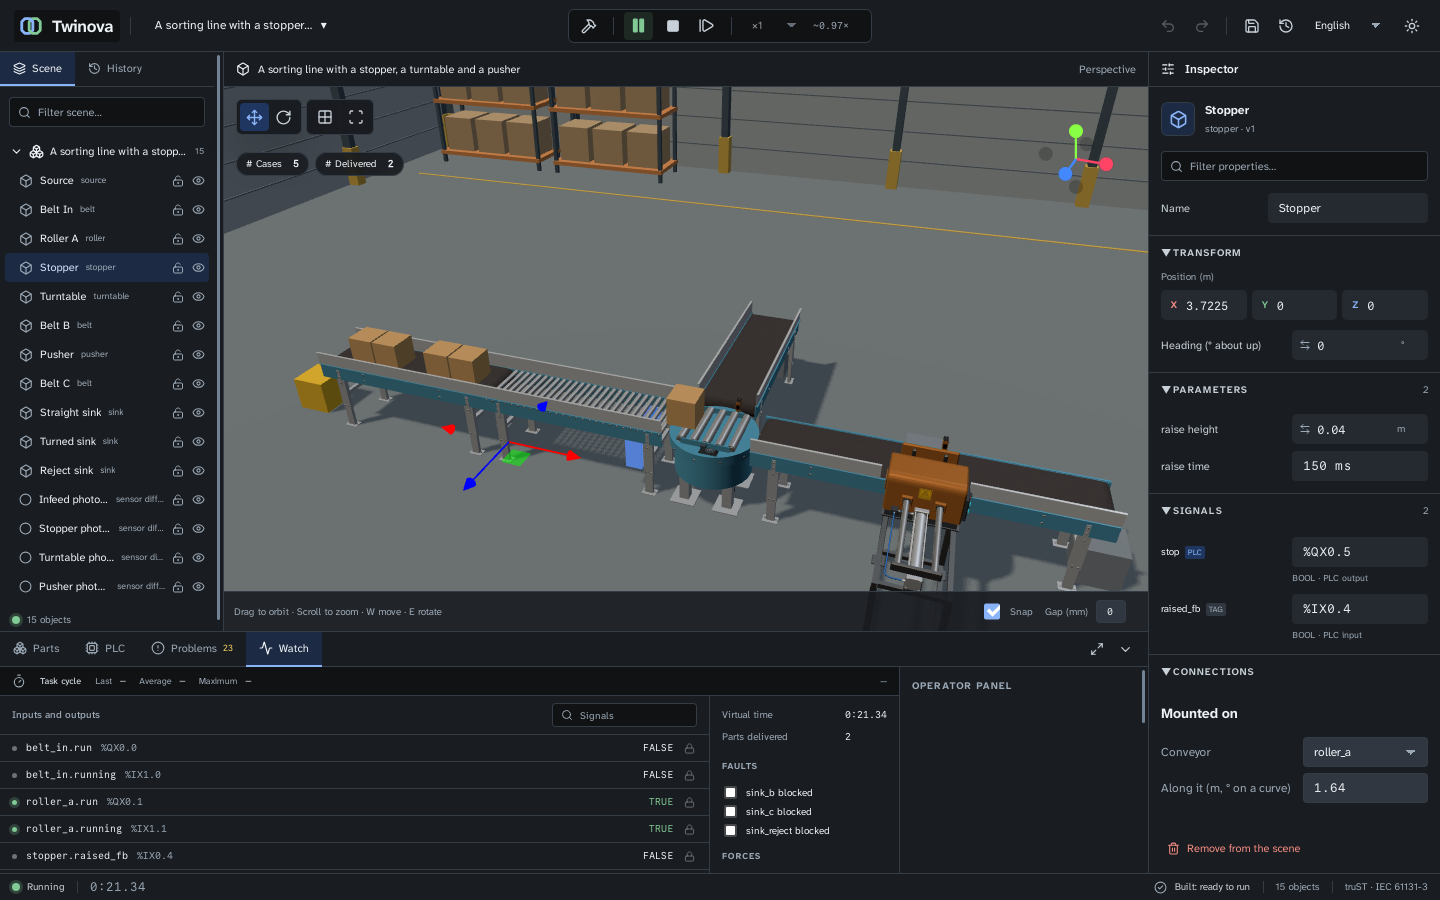 Twinova
A sorting line with a stopper... ▼
×1
~0.97×
English
Scene
History
Filter scene...
A sorting line with a stopp... 15
Source source
Belt In belt
Roller A roller
Stopper stopper
Turntable turntable
Belt B belt
Pusher pusher
Belt C belt
Straight sink sink
Turned sink sink
Reject sink sink
Infeed photo... sensor diff...
Stopper phot... sensor diff...
Turntable pho... sensor di...
Pusher phot... sensor diff...
15 objects
A sorting line with a stopper, a turntable and a pusher
Perspective
# Cases 5
# Delivered 2
Drag to orbit · Scroll to zoom · W move · E rotate
Snap
Gap (mm) 0
Parts
PLC
Problems 23
Watch
Task cycle Last — Average — Maximum — —
Inputs and outputs
Signals
belt_in.run %QX0.0 FALSE
belt_in.running %IX1.0 FALSE
roller_a.run %QX0.1 TRUE
roller_a.running %IX1.1 TRUE
stopper.raised_fb %IX0.4 FALSE
Virtual time 0:21.34
Parts delivered 2
FAULTS
sink_b blocked
sink_c blocked
sink_reject blocked
FORCES
OPERATOR PANEL
Inspector
Stopper
stopper · v1
Filter properties...
Name Stopper
▼TRANSFORM
Position (m)
X 3.7225 Y 0 Z 0
Heading (° about up) 0 °
▼PARAMETERS 2
raise height 0.04 m
raise time 150 ms
▼SIGNALS 2
stop PLC %QX0.5
BOOL · PLC output
raised_fb TAG %IX0.4
BOOL · PLC input
▼CONNECTIONS
Mounted on
Conveyor roller_a
Along it (m, ° on a curve) 1.64
Remove from the scene
Running 0:21.34
Built: ready to run
15 objects
truST · IEC 61131-3